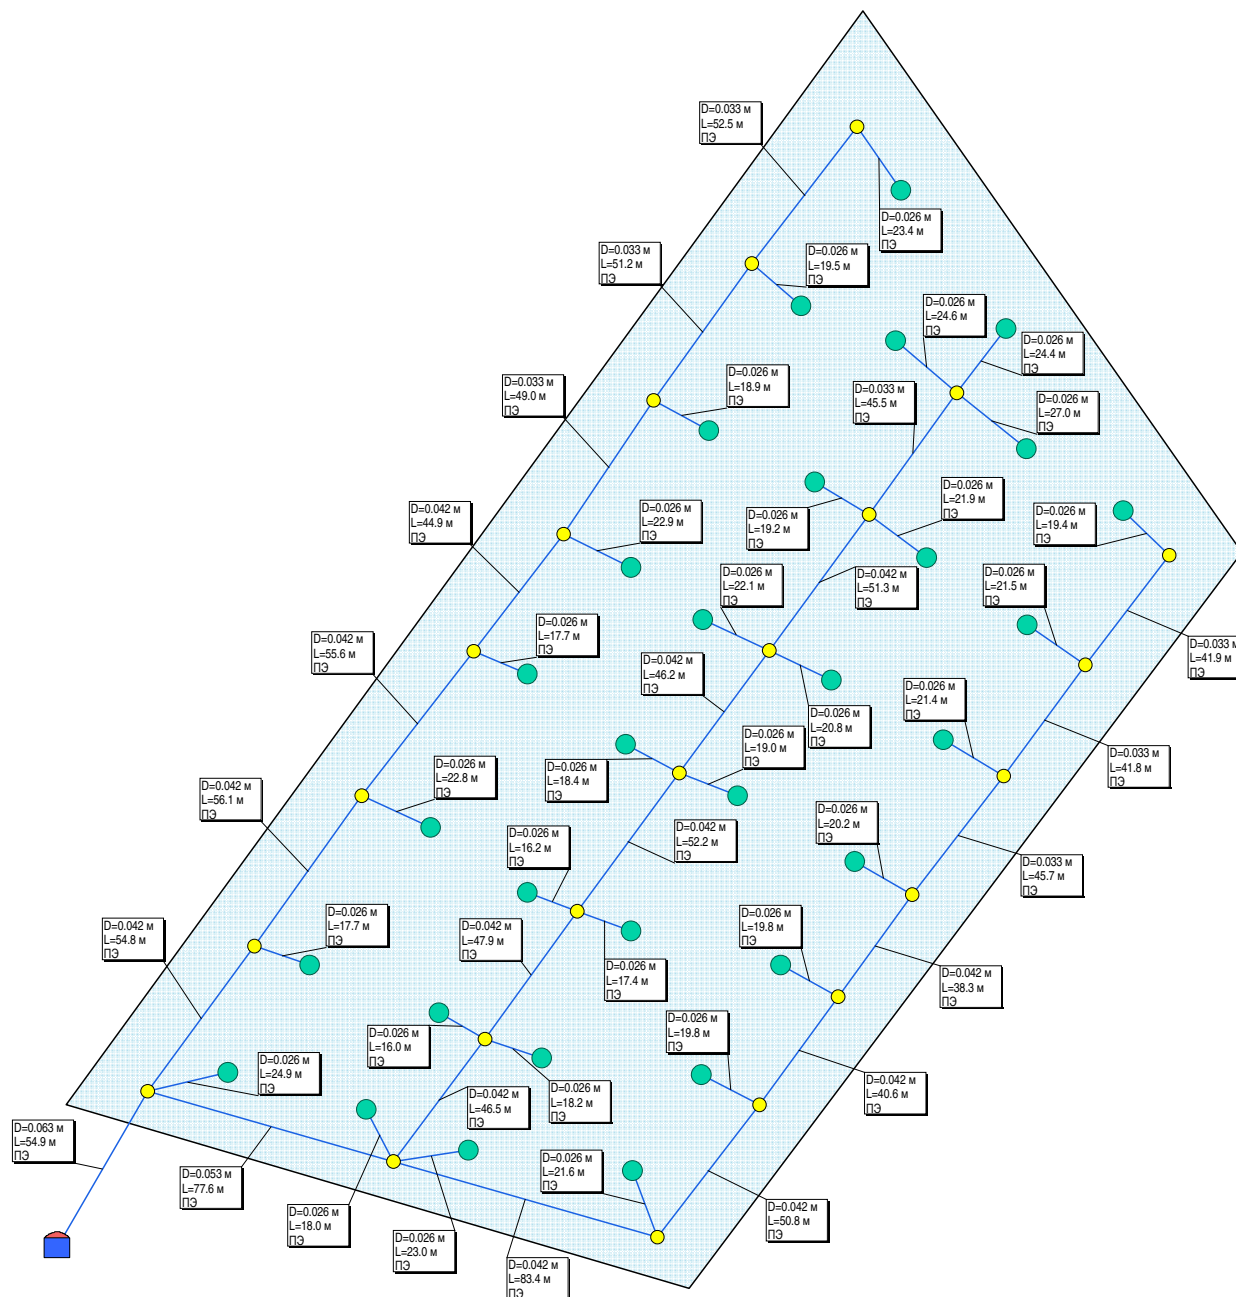 D=0.033 м
L=52.5 м
ПЭ
D=0.026 м
L=23.4 м
ПЭ
D=0.033 м
L=51.2 м
ПЭ
D=0.026 м
L=19.5 м
ПЭ
D=0.026 м
L=24.6 м
ПЭ
D=0.026 м
L=24.4 м
ПЭ
D=0.033 м
L=49.0 м
ПЭ
D=0.026 м
L=18.9 м
ПЭ
D=0.033 м
L=45.5 м
ПЭ
D=0.026 м
L=27.0 м
ПЭ
D=0.042 м
L=44.9 м
ПЭ
D=0.026 м
L=22.9 м
ПЭ
D=0.026 м
L=19.2 м
ПЭ
D=0.026 м
L=21.9 м
ПЭ
D=0.026 м
L=19.4 м
ПЭ
D=0.026 м
L=22.1 м
ПЭ
D=0.042 м
L=51.3 м
ПЭ
D=0.026 м
L=21.5 м
ПЭ
D=0.042 м
L=55.6 м
ПЭ
D=0.026 м
L=17.7 м
ПЭ
D=0.042 м
L=46.2 м
ПЭ
D=0.033 м
L=41.9 м
ПЭ
D=0.026 м
L=21.4 м
ПЭ
D=0.026 м
L=20.8 м
ПЭ
D=0.026 м
L=19.0 м
ПЭ
D=0.033 м
L=41.8 м
ПЭ
D=0.042 м
L=56.1 м
ПЭ
D=0.026 м
L=22.8 м
ПЭ
D=0.026 м
L=18.4 м
ПЭ
D=0.026 м
L=20.2 м
ПЭ
D=0.026 м
L=16.2 м
ПЭ
D=0.042 м
L=52.2 м
ПЭ
D=0.033 м
L=45.7 м
ПЭ
D=0.042 м
L=54.8 м
ПЭ
D=0.026 м
L=17.7 м
ПЭ
D=0.042 м
L=47.9 м
ПЭ
D=0.026 м
L=19.8 м
ПЭ
D=0.026 м
L=17.4 м
ПЭ
D=0.042 м
L=38.3 м
ПЭ
D=0.026 м
L=16.0 м
ПЭ
D=0.026 м
L=19.8 м
ПЭ
D=0.026 м
L=24.9 м
ПЭ
D=0.042 м
L=46.5 м
ПЭ
D=0.026 м
L=18.2 м
ПЭ
D=0.042 м
L=40.6 м
ПЭ
D=0.063 м
L=54.9 м
ПЭ
D=0.053 м
L=77.6 м
ПЭ
D=0.026 м
L=21.6 м
ПЭ
D=0.026 м
L=18.0 м
ПЭ
D=0.026 м
L=23.0 м
ПЭ
D=0.042 м
L=50.8 м
ПЭ
D=0.042 м
L=83.4 м
ПЭ